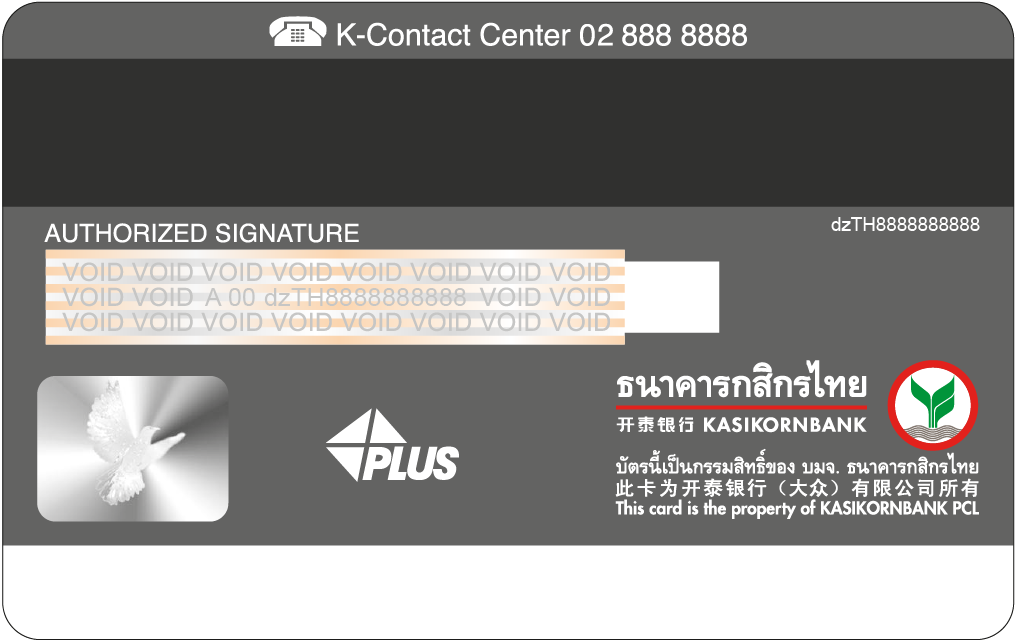 K-Contact Center 02 888 8888
AUTHORIZED SIGNATURE
dzTH8888888888
VOID VOID VOID VOID VOID VOID VOID VOID
VOID VOID A 00 dzTH8888888888 VOID VOID
VOID VOID VOID VOID VOID VOID VOID VOID
PLUS
ธนาคารกสิกรไทย
开泰银行 KASIKORNBANK
บัตรนี้เป็นกรรมสิทธิ์ของ บมจ. ธนาคารกสิกรไทย
此卡为开泰银行（大众）有限公司所有
This card is the property of KASIKORNBANK PCL